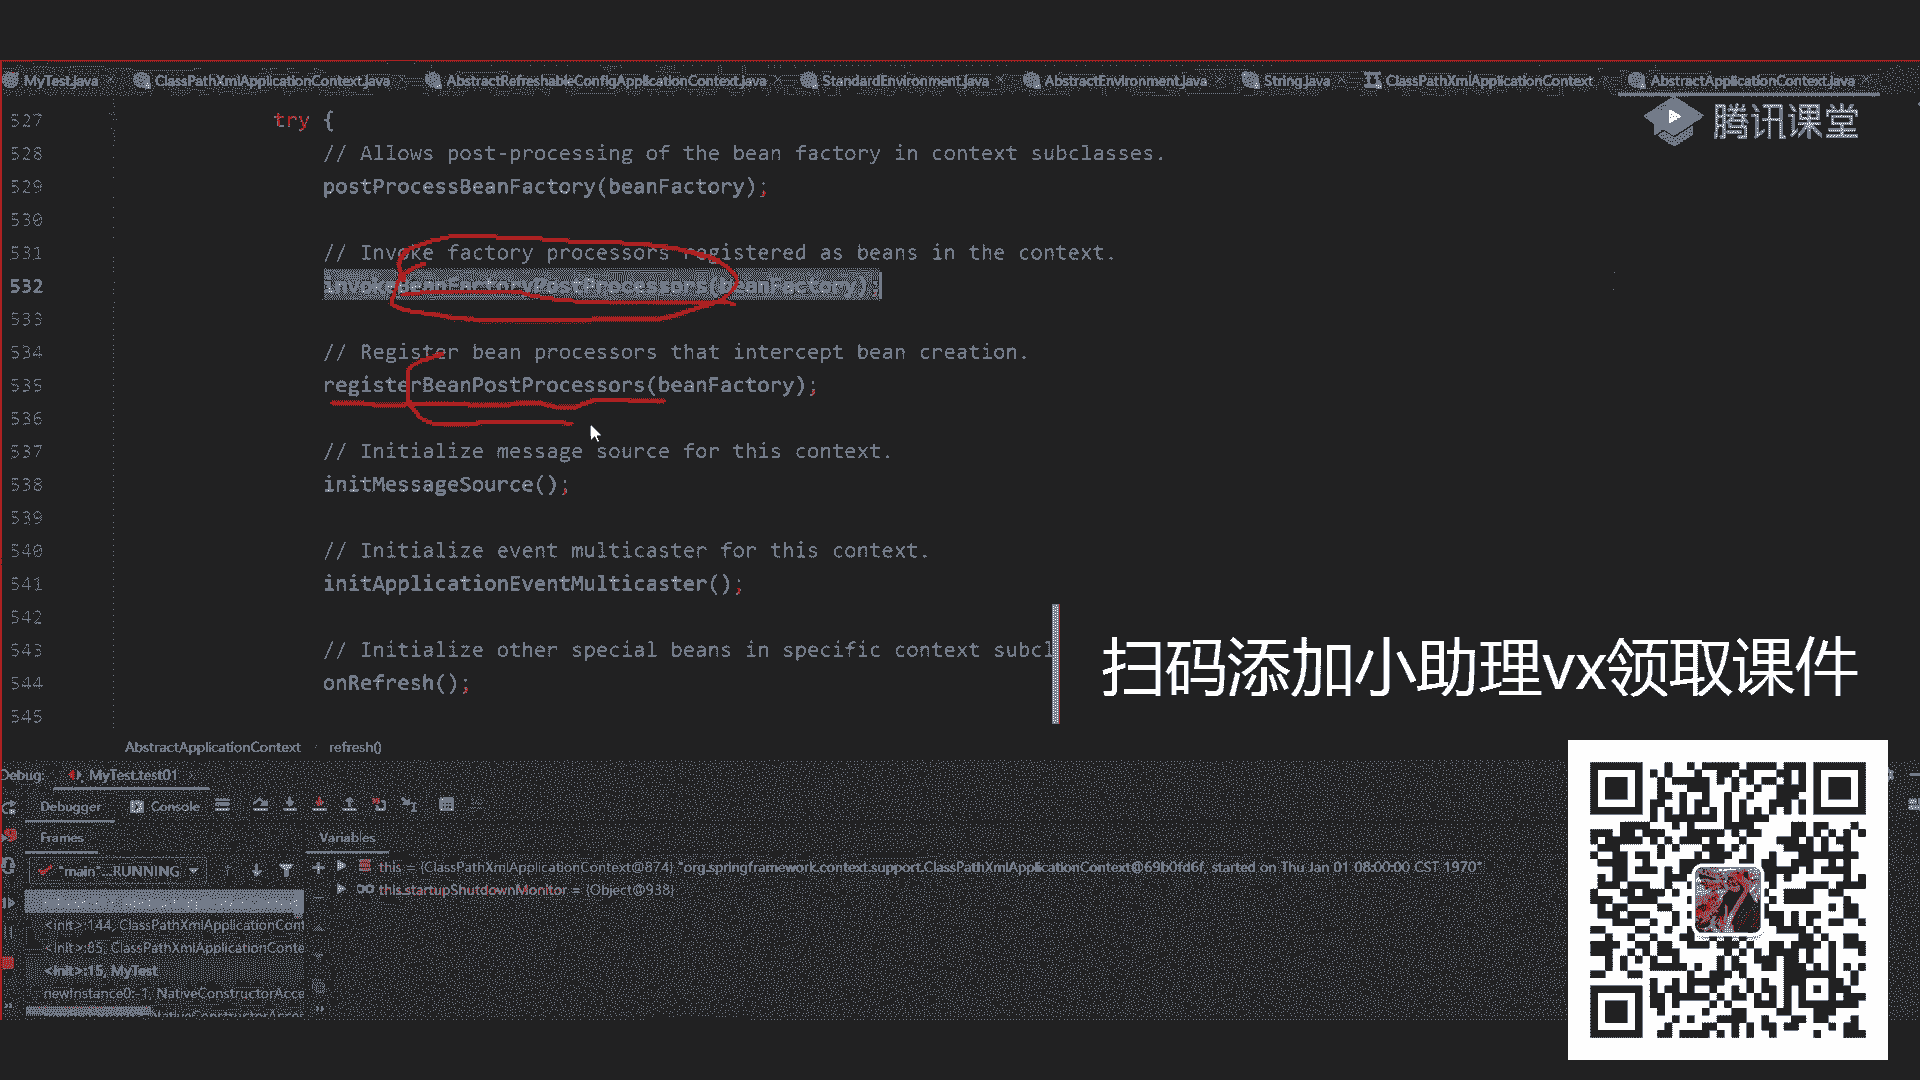 MyTest.java ClassPathXmlApplicationContext.java AbstractRefreshableConfigApplicationContext.java StandardEnvironment.java AbstractEnvironment.java String.java ClassPathXmlApplicationContext AbstractApplicationContext.java
腾讯课堂
527 try {
528 // Allows post-processing of the bean factory in context subclasses.
529 postProcessBeanFactory(beanFactory);
530
531 // Invoke factory processors registered as beans in the context.
532 invokeBeanFactoryPostProcessors(beanFactory);
533
534 // Register bean processors that intercept bean creation.
535 registerBeanPostProcessors(beanFactory);
536
537 // Initialize message source for this context.
538 initMessageSource();
539
540 // Initialize event multicaster for this context.
541 initApplicationEventMulticaster();
542
543 // Initialize other special beans in specific context subcl
544 onRefresh();
545
扫码添加小助理vx领取课件
AbstractApplicationContext refresh()
Debug: MyTest.test01
Debugger Console
Frames Variables
"main"...RUNNING
this = {ClassPathXmlApplicationContext@874} "org.springframework.context.support.ClassPathXmlApplicationContext@69b0fd6f, started on Thu Jan 01 08:00:00 CST 1970"
this.startupShutdownMonitor = {Object@938}
<init>:144, ClassPathXmlApplicationCont
<init>:85, ClassPathXmlApplicationConte
<init>:15, MyTest
newInstance0:-1, NativeConstructorAcce